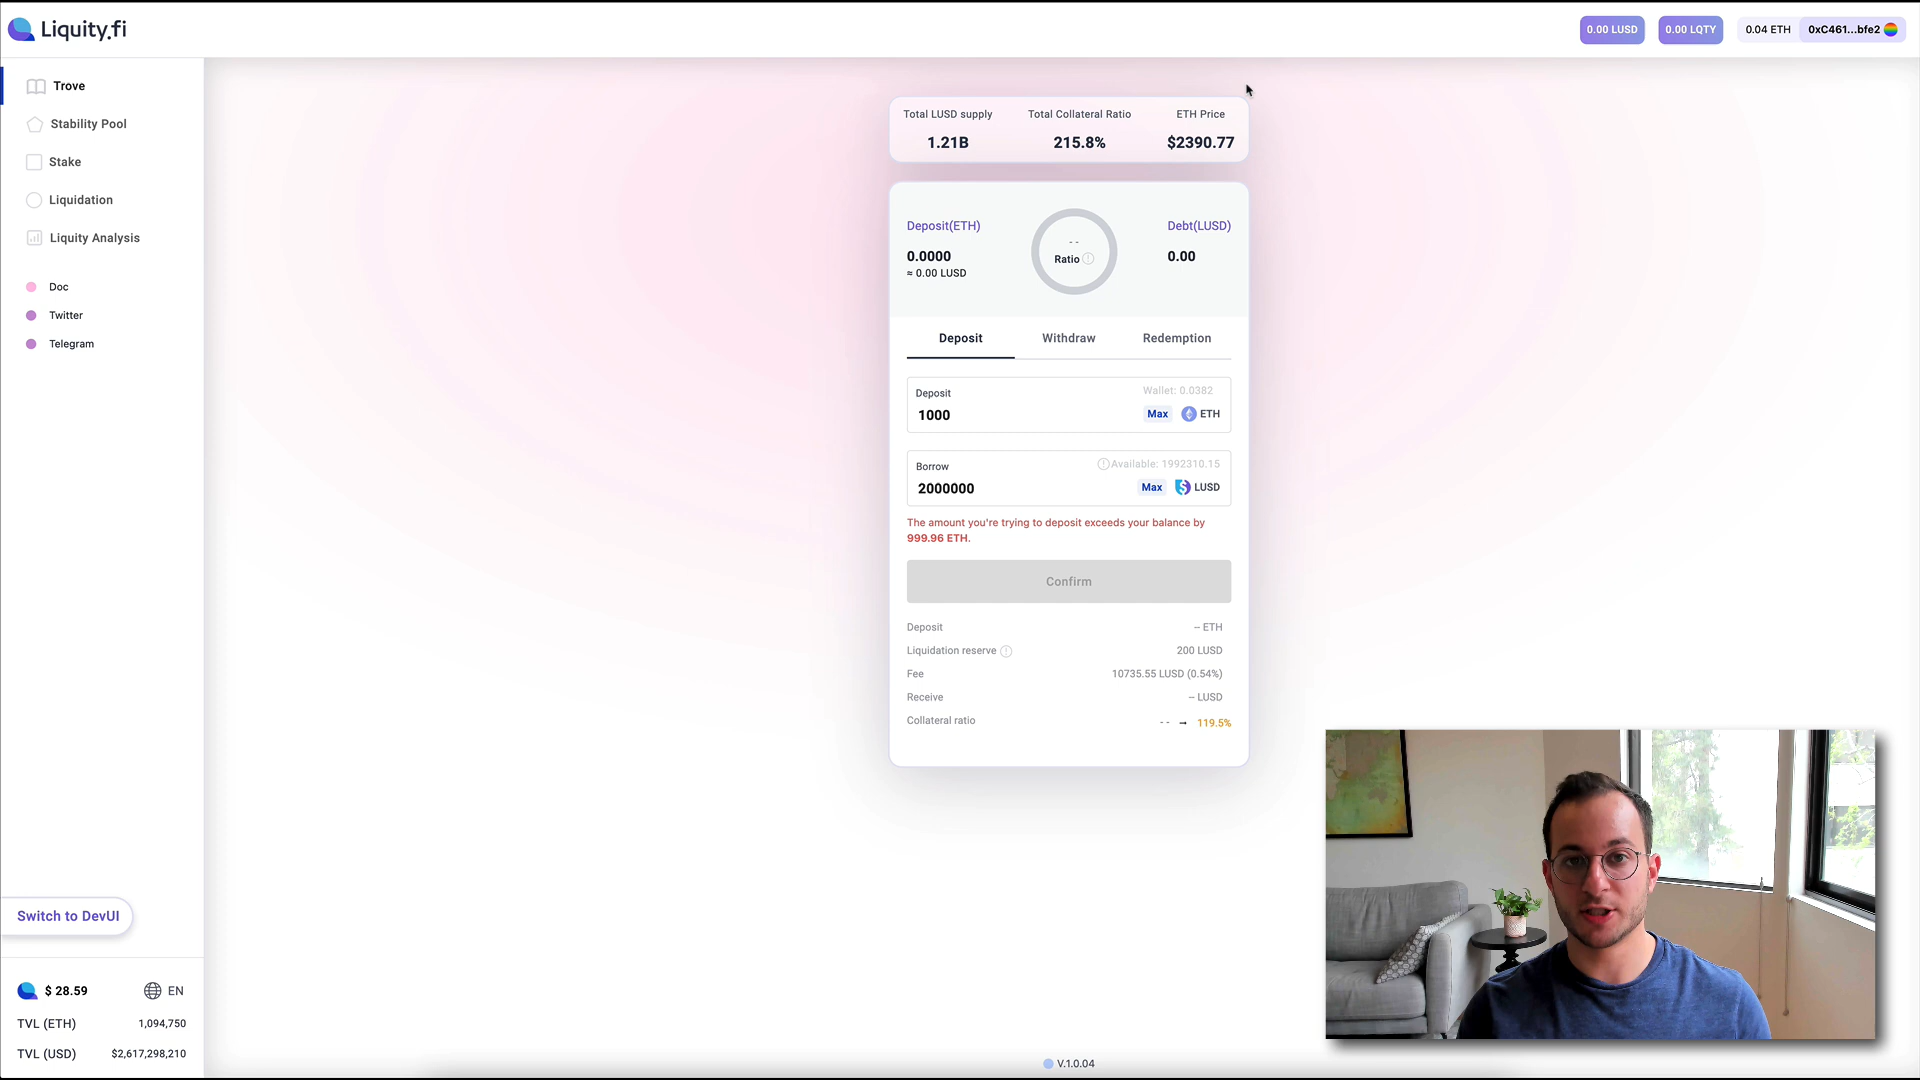 Liquity.fi
0.00 LUSD
0.00 LQTY
0.04 ETH
0xC461...bfe2
Trove
Stability Pool
Stake
Liquidation
Liquity Analysis
Doc
Twitter
Telegram
Switch to DevUI
$ 28.59
EN
TVL (ETH) 1,094,750
TVL (USD) $2,617,298,210
Total LUSD supply Total Collateral Ratio ETH Price
1.21B 215.8% $2390.77
Deposit(ETH)
0.0000
≈ 0.00 LUSD
--
Ratio
Debt(LUSD)
0.00
Deposit Withdraw Redemption
Deposit Wallet: 0.0382
1000 Max ETH
Borrow Available: 1992310.15
2000000 Max LUSD
The amount you're trying to deposit exceeds your balance by
999.96 ETH.
Confirm
Deposit – ETH
Liquidation reserve 200 LUSD
Fee 10735.55 LUSD (0.54%)
Receive – LUSD
Collateral ratio -- → 119.5%
V.1.0.04